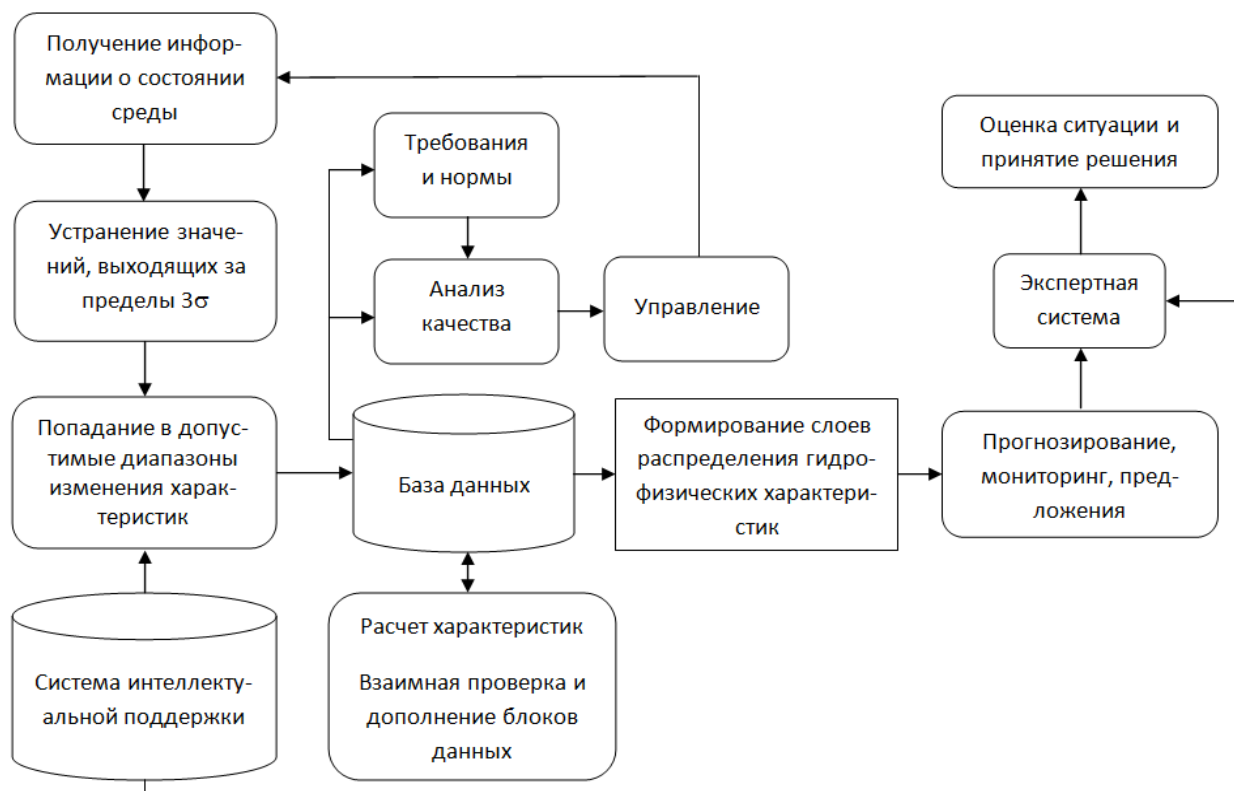 Получение инфор-
мации о состоянии
среды
Требования
и нормы
Оценка ситуации и
принятие решения
Устранение значе-
ний, выходящих за
пределы 3σ
Анализ
качества
Управление
Экспертная
система
Попадание в допус-
тимые диапазоны
изменения харак-
теристик
База данных
Формирование слоев
распределения гидро-
физических характери-
стик
Прогнозирование,
мониторинг, пред-
ложения
Система интеллекту-
альной поддержки
Расчет характеристик
Взаимная проверка и
дополнение блоков
данных